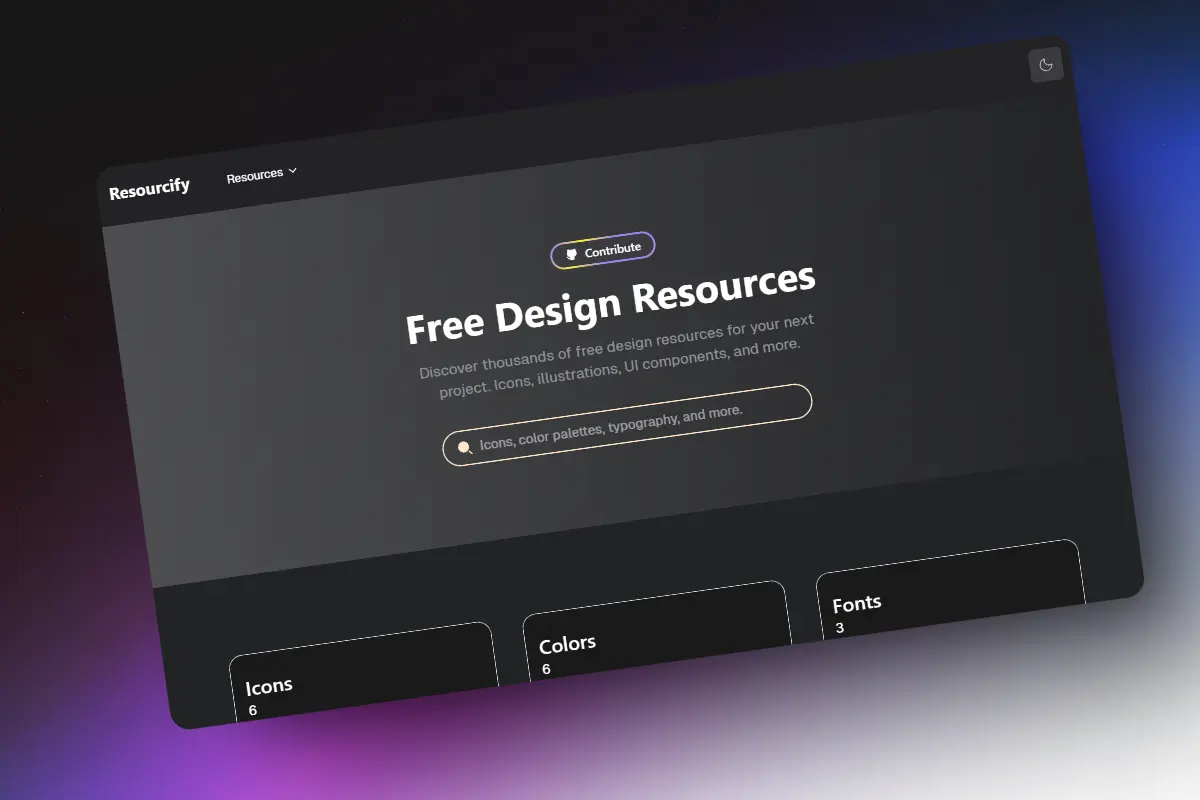 Resourcify
Resources
Contribute
Free Design Resources
Discover thousands of free design resources for your next
project. Icons, illustrations, UI components, and more.
Icons, color palettes, typography, and more.
Icons
6
Colors
6
Fonts
3